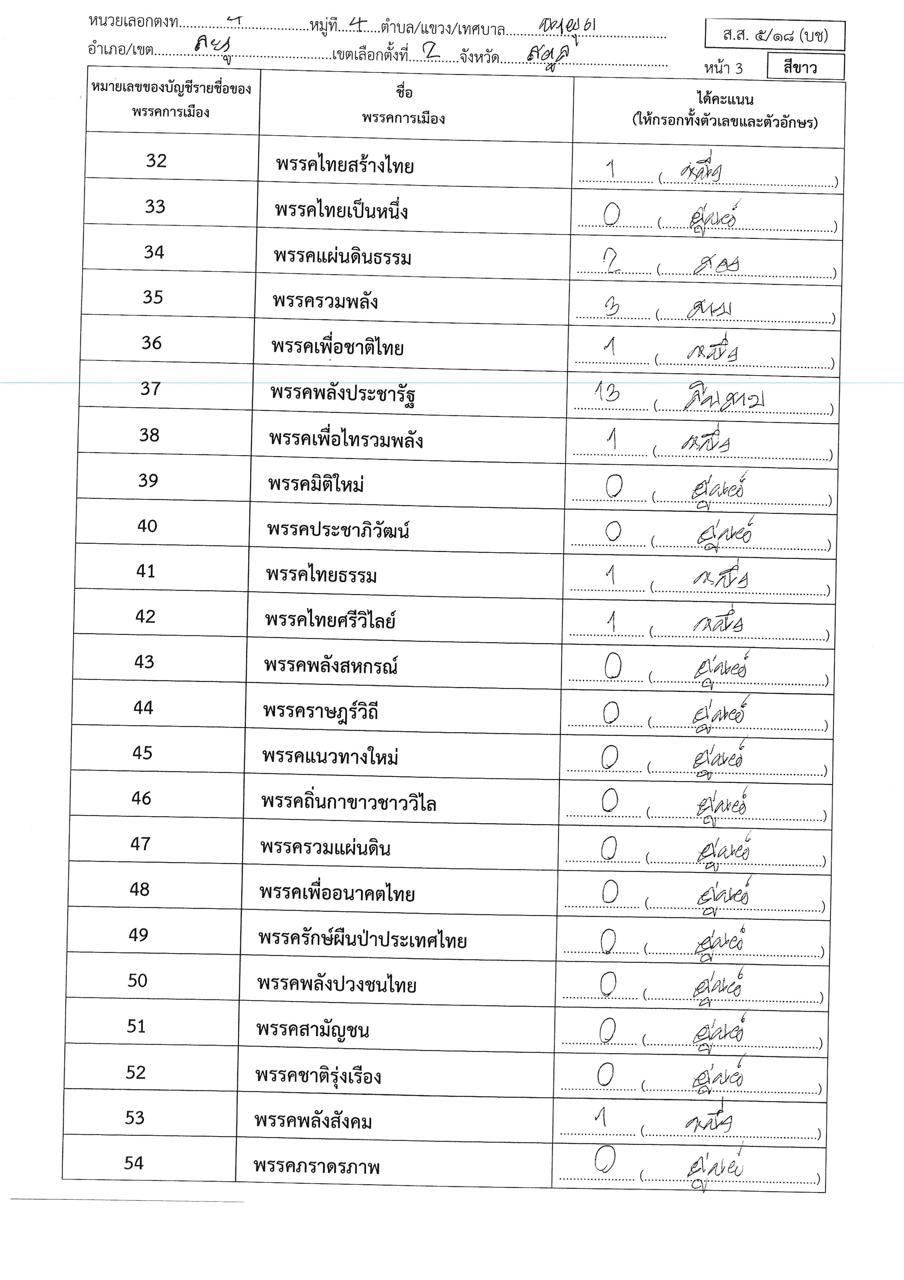 หน่วยเลือกตั้งที่ 4 หมู่ที่ 4 ตำบล/แขวง/เทศบาล
อำเภอ/เขต ละงู เขตเลือกตั้งที่ 2 จังหวัด สตูล
ส.ส. ๕/๑๘ (บช)
หน้า 3 สีขาว
หมายเลขของบัญชีรายชื่อของพรรคการเมือง ชื่อพรรคการเมือง ได้คะแนน (ให้กรอกทั้งตัวเลขและตัวอักษร)
32 พรรคไทยสร้างไทย 1 (หนึ่ง)
33 พรรคไทยเป็นหนึ่ง 0 (ศูนย์)
34 พรรคแผ่นดินธรรม 2 (สอง)
35 พรรครวมพลัง 3 (สาม)
36 พรรคเพื่อชาติไทย 1 (หนึ่ง)
37 พรรคพลังประชารัฐ 13 (สิบสาม)
38 พรรคเพื่อไทรวมพลัง 1 (หนึ่ง)
39 พรรคมิติใหม่ 0 (ศูนย์)
40 พรรคประชาภิวัฒน์ 0 (ศูนย์)
41 พรรคไทยธรรม 1 (หนึ่ง)
42 พรรคไทยศรีวิไลย์ 1 (หนึ่ง)
43 พรรคพลังสหกรณ์ 0 (ศูนย์)
44 พรรคราษฎร์วิถี 0 (ศูนย์)
45 พรรคแนวทางใหม่ 0 (ศูนย์)
46 พรรคถิ่นกาขาวชาววิไล 0 (ศูนย์)
47 พรรครวมแผ่นดิน 0 (ศูนย์)
48 พรรคเพื่ออนาคตไทย 0 (ศูนย์)
49 พรรครักษ์ผืนป่าประเทศไทย 0 (ศูนย์)
50 พรรคพลังปวงชนไทย 0 (ศูนย์)
51 พรรคสามัญชน 0 (ศูนย์)
52 พรรคชาติรุ่งเรือง 0 (ศูนย์)
53 พรรคพลังสังคม 1 (หนึ่ง)
54 พรรคภราดรภาพ 0 (ศูนย์)